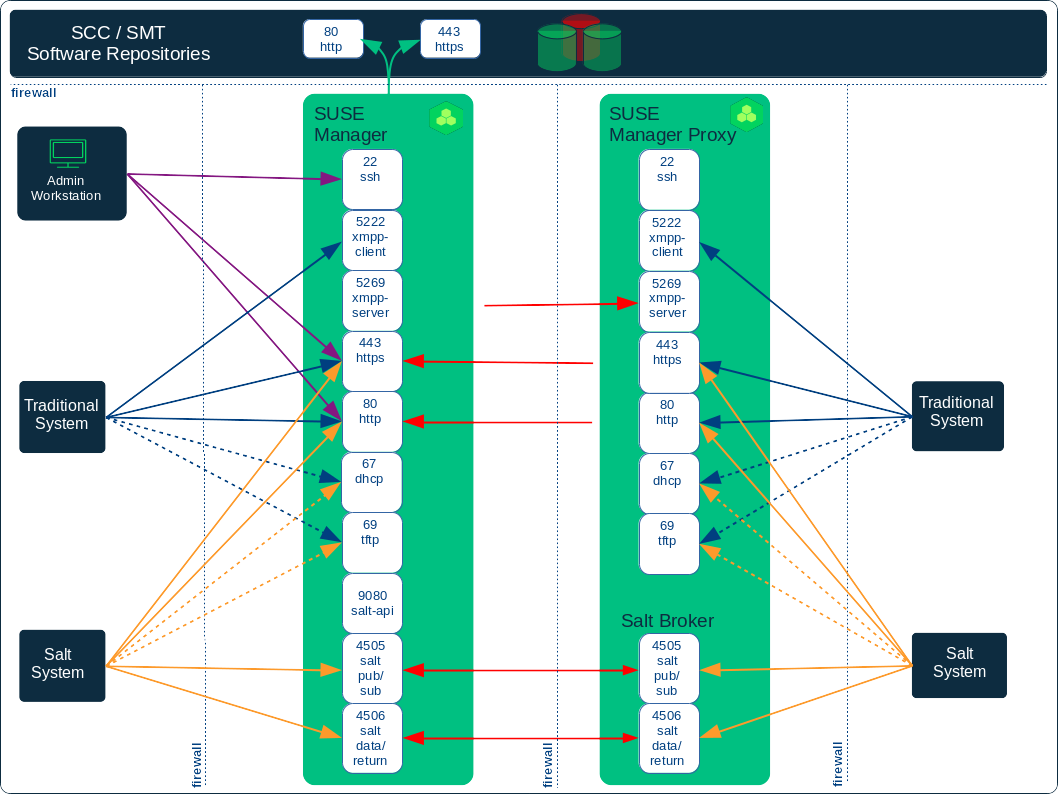 SCC / SMT
Software Repositories
80
http
443
https
firewall
SUSE
Manager
SUSE
Manager Proxy
Admin
Workstation
22
ssh
5222
xmpp-
client
5269
xmpp-
server
443
https
80
http
67
dhcp
69
tftp
9080
salt-api
4505
salt
pub/
sub
4506
salt
data/
return
22
ssh
5222
xmpp-
client
5269
xmpp-
server
443
https
80
http
67
dhcp
69
tftp
Salt Broker
4505
salt
pub/
sub
4506
salt
data/
return
Traditional
System
Salt
System
Traditional
System
Salt
System
firewall
firewall
firewall